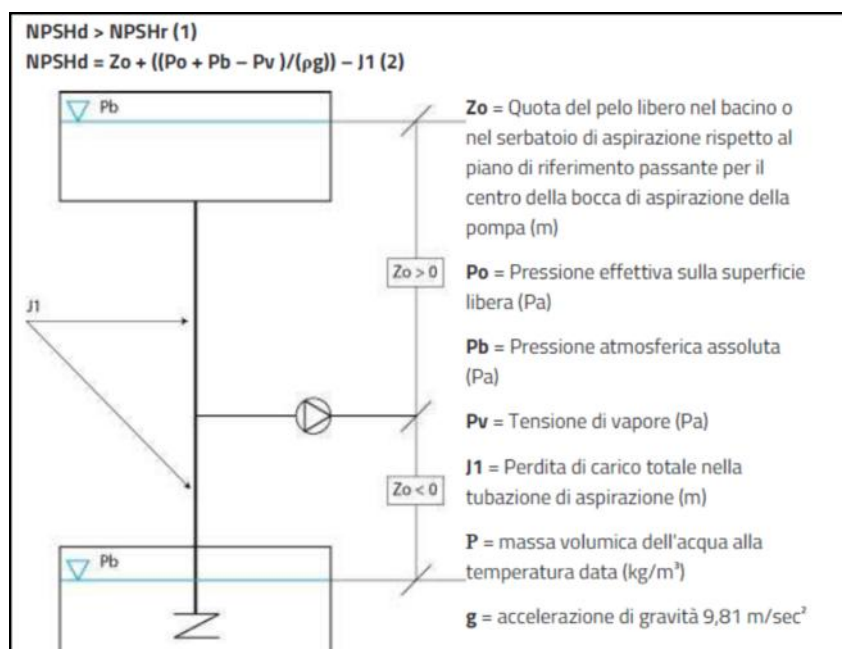 NPSHd > NPSHr (1)
NPSHd = Zo + ((Po + Pb – Pv )/(ρg)) – J1 (2)
Pb
Zo = Quota del pelo libero nel bacino o
nel serbatoio di aspirazione rispetto al
piano di riferimento passante per il
centro della bocca di aspirazione della
pompa (m)
Zo > 0
Po = Pressione effettiva sulla superficie
libera (Pa)
J1
Pb = Pressione atmosferica assoluta
(Pa)
Pv = Tensione di vapore (Pa)
Zo < 0
J1 = Perdita di carico totale nella
tubazione di aspirazione (m)
Pb
P = massa volumica dell'acqua alla
temperatura data (kg/m³)
g = accelerazione di gravità 9,81 m/sec²